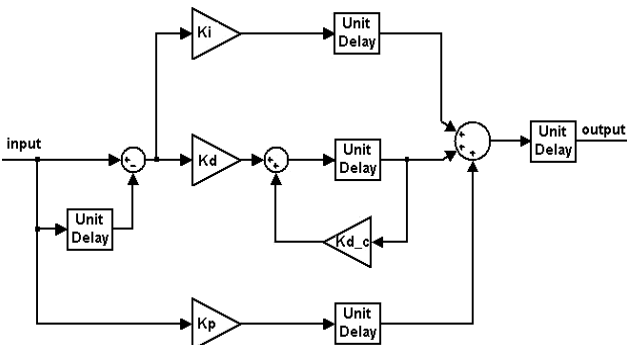 Ki
Unit
Delay
input
+
-
Kd
+
+
Unit
Delay
+
+
+
Unit
Delay
output
Unit
Delay
Kd_c
Kp
Unit
Delay